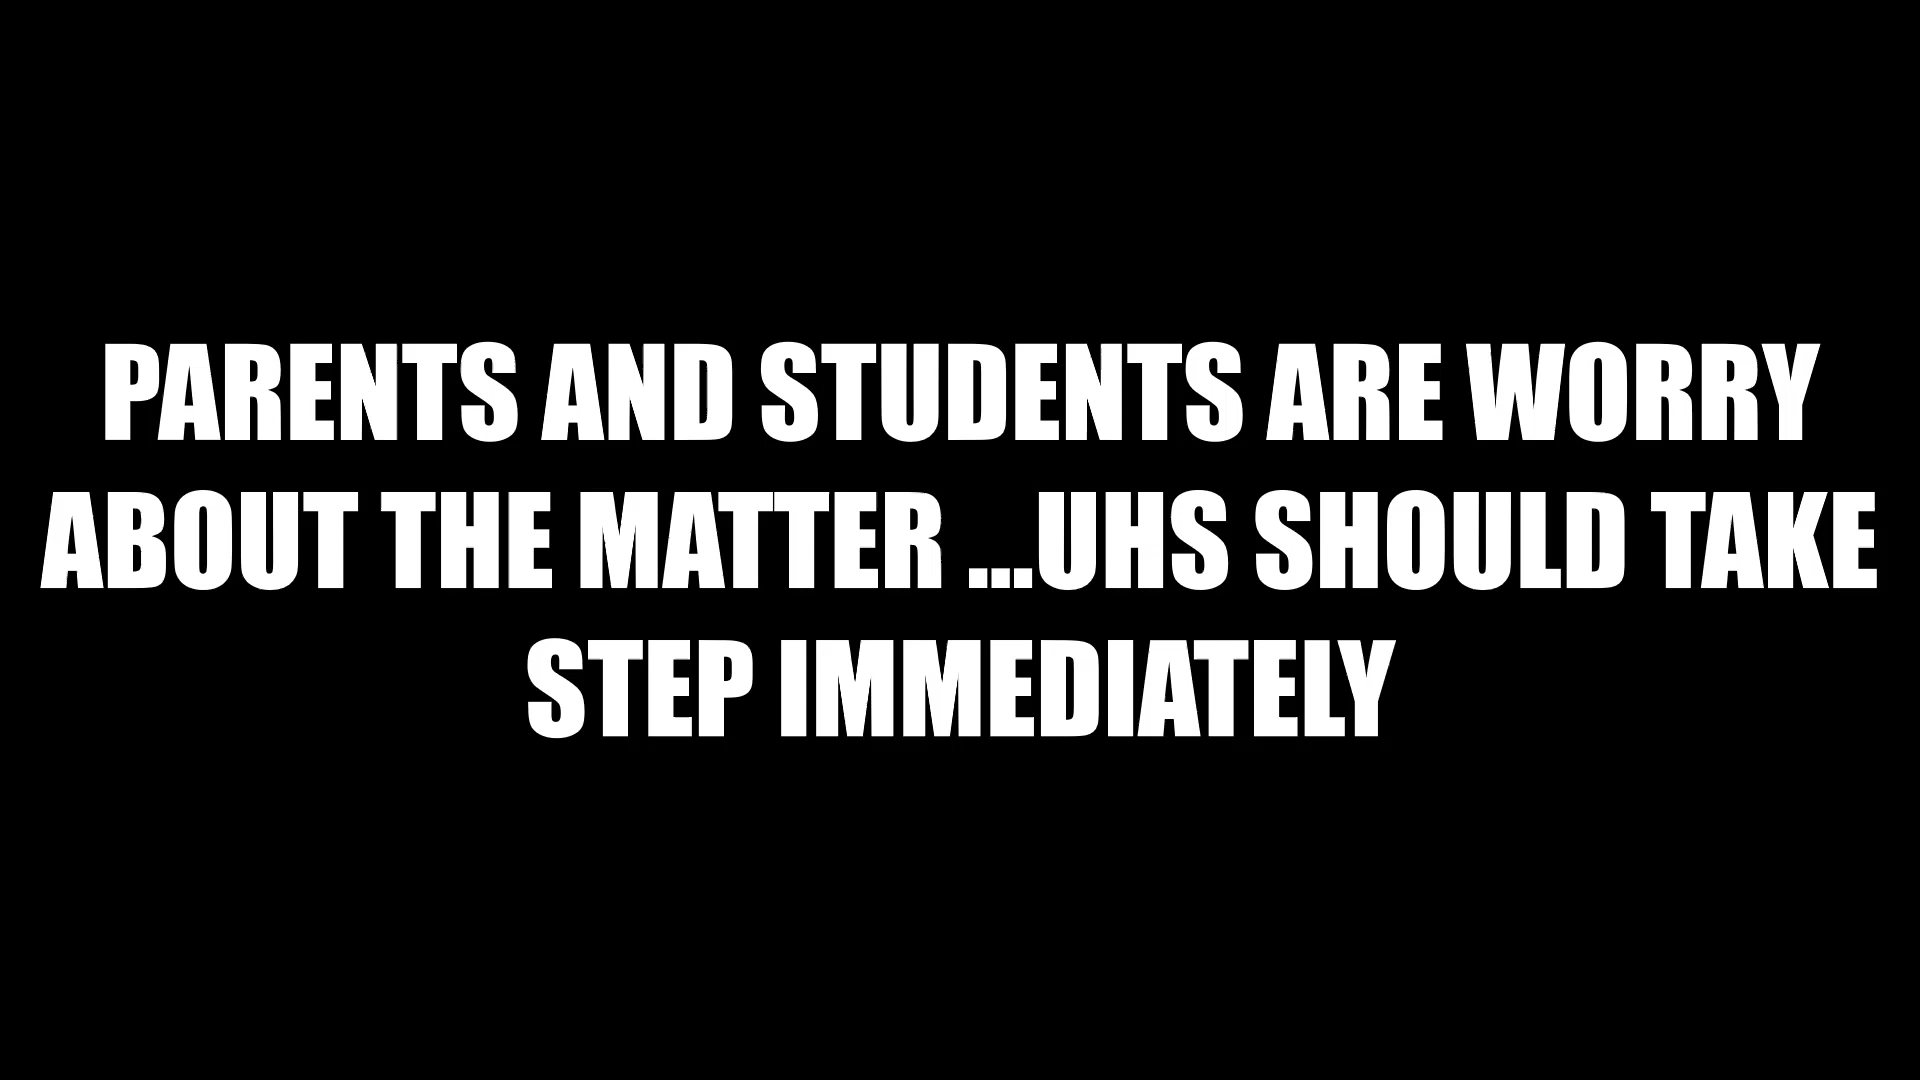 PARENTS AND STUDENTS ARE WORRY
ABOUT THE MATTER ...UHS SHOULD TAKE
STEP IMMEDIATELY